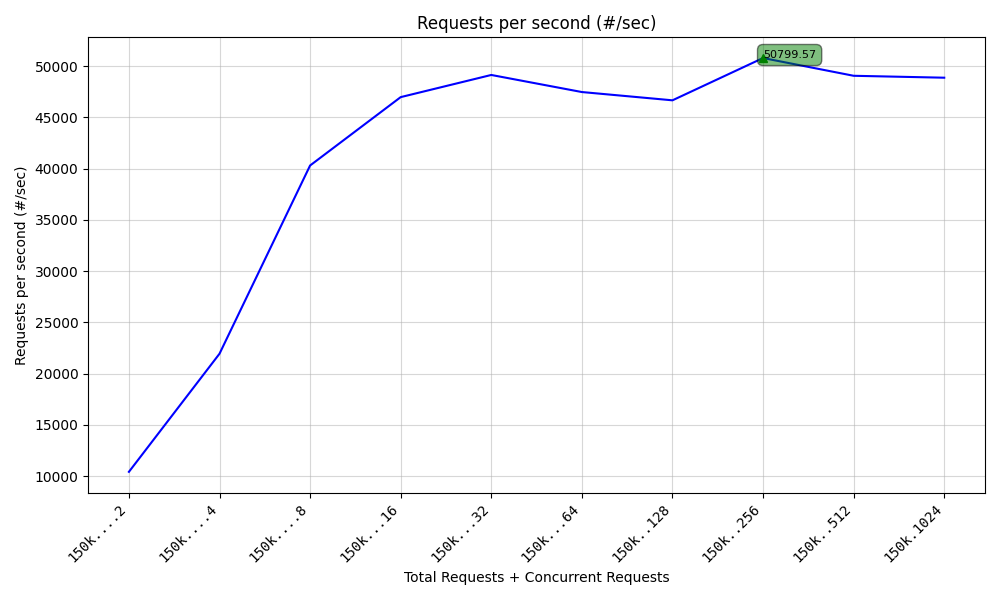 Requests per second (#/sec)
50799.57
50000
45000
40000
35000
30000
25000
20000
15000
10000
Requests per second (#/sec)
150k....2
150k....4
150k....8
150k...16
150k...32
150k...64
150k..128
150k..256
150k..512
150k.1024
Total Requests + Concurrent Requests